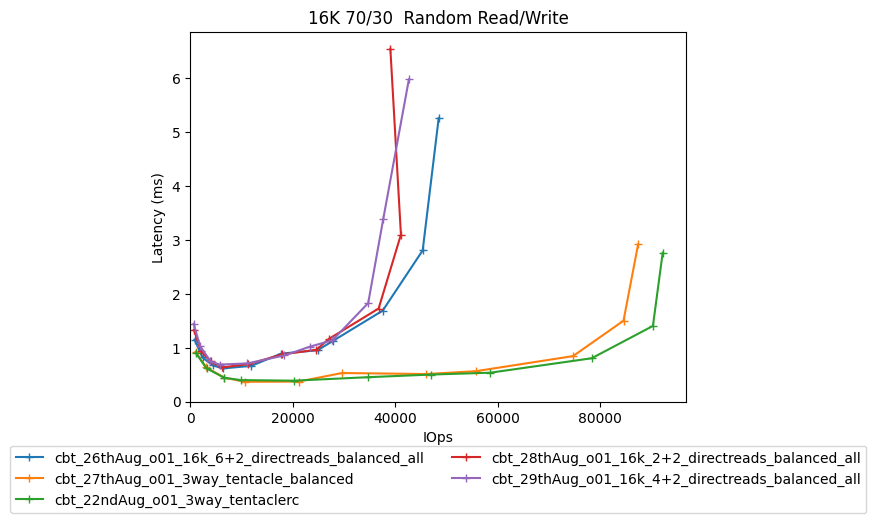 16K 70/30  Random Read/Write
Latency (ms)
6
5
4
3
2
1
0
0 20000 40000 60000 80000
IOps
cbt_26thAug_o01_16k_6+2_directreads_balanced_all
cbt_27thAug_o01_3way_tentacle_balanced
cbt_22ndAug_o01_3way_tentaclerc
cbt_28thAug_o01_16k_2+2_directreads_balanced_all
cbt_29thAug_o01_16k_4+2_directreads_balanced_all